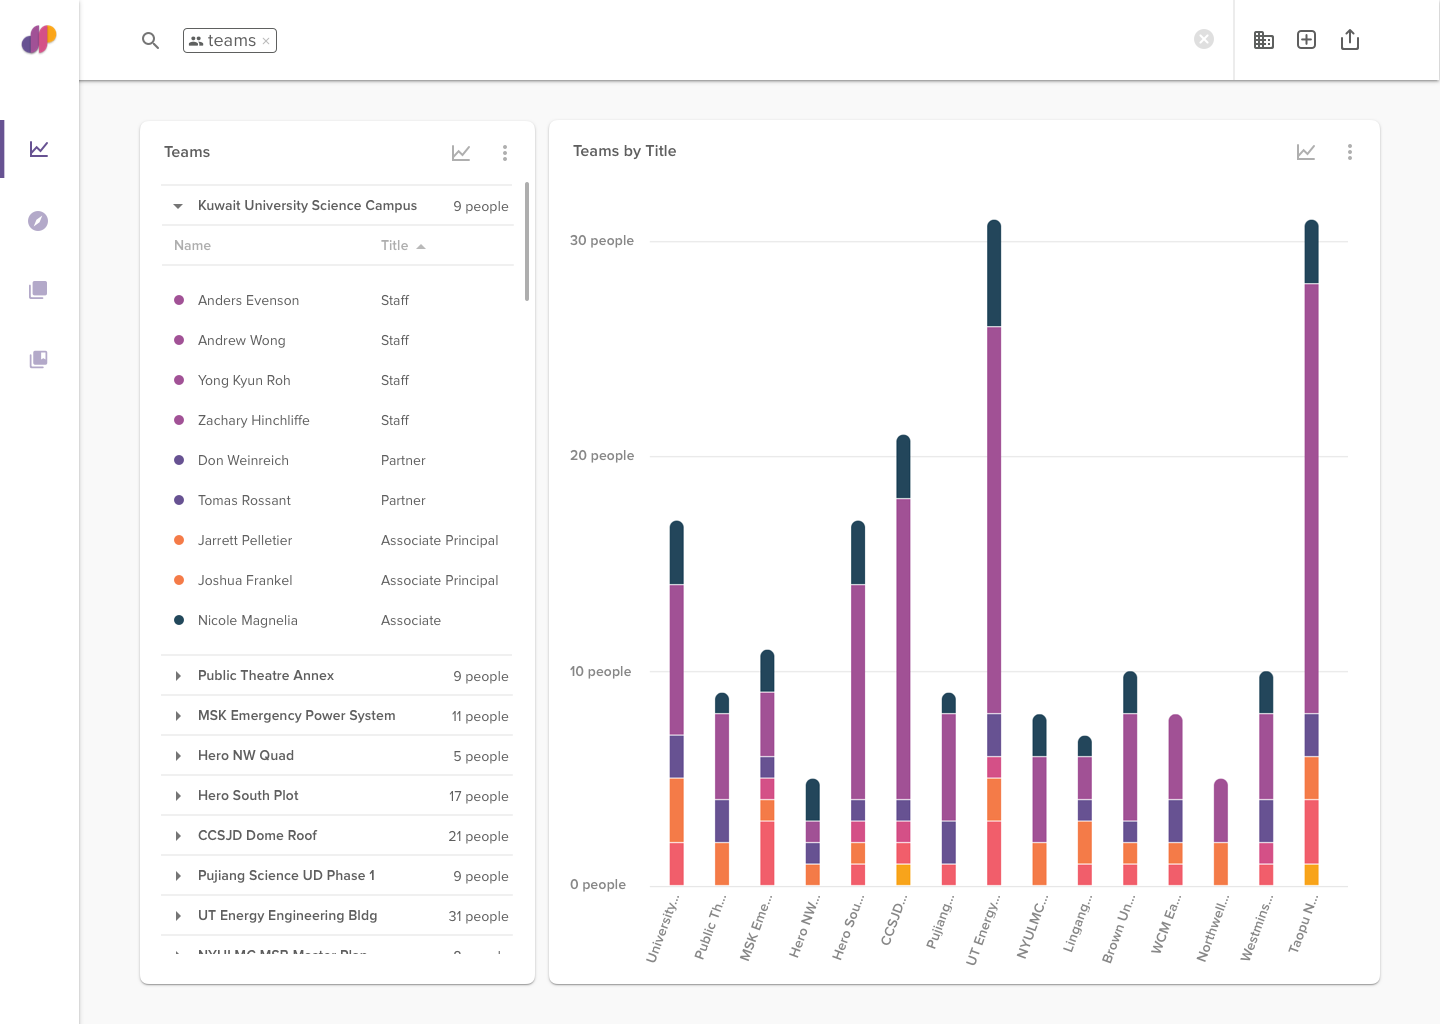 teams ×
Teams
Kuwait University Science Campus 9 people
Name Title
Anders Evenson Staff
Andrew Wong Staff
Yong Kyun Roh Staff
Zachary Hinchliffe Staff
Don Weinreich Partner
Tomas Rossant Partner
Jarrett Pelletier Associate Principal
Joshua Frankel Associate Principal
Nicole Magnelia Associate
Public Theatre Annex 9 people
MSK Emergency Power System 11 people
Hero NW Quad 5 people
Hero South Plot 17 people
CCSJD Dome Roof 21 people
Pujiang Science UD Phase 1 9 people
UT Energy Engineering Bldg 31 people
Teams by Title
30 people
20 people
10 people
0 people
University...
Public Th...
MSK Eme...
Hero NW...
Hero Sou...
CCSJD...
Pujiang...
UT Energy...
NYULMC...
Lingang...
Brown Un...
WCM Ea...
Northwell...
Westmins...
Taopu N...